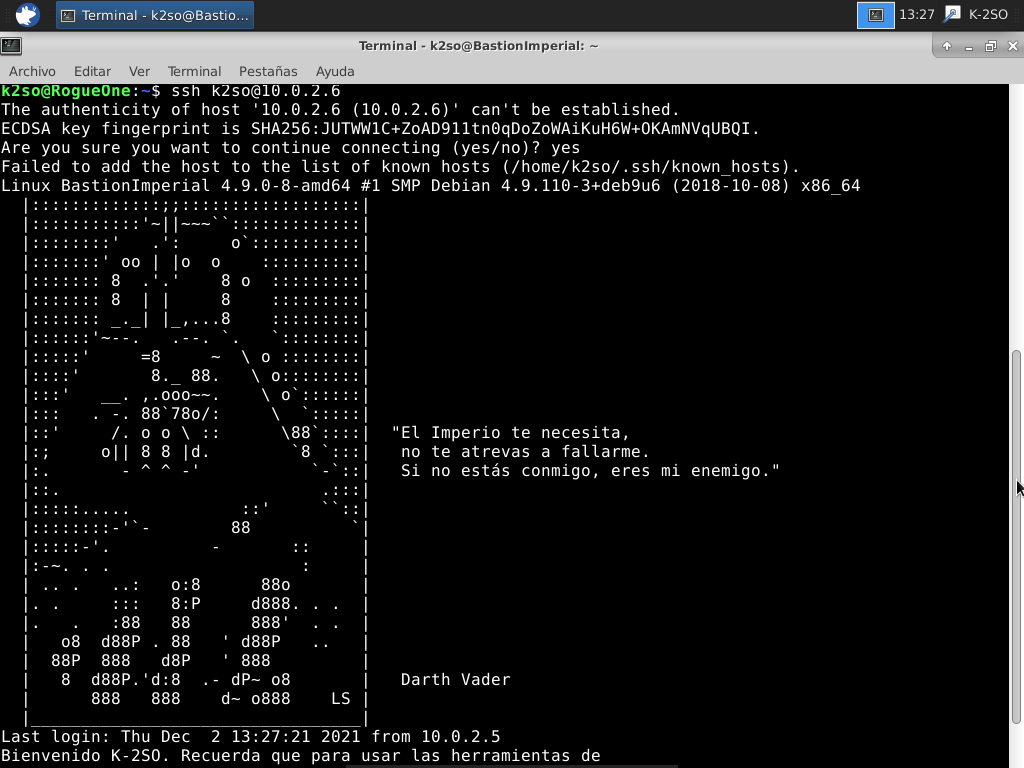 Terminal - k2so@Bastio...
13:27
K-2SO
Terminal - k2so@BastionImperial: ~
Archivo Editar Ver Terminal Pestañas Ayuda
k2so@RogueOne:~$ ssh k2so@10.0.2.6
The authenticity of host '10.0.2.6 (10.0.2.6)' can't be established.
ECDSA key fingerprint is SHA256:JUTWW1C+ZoAD911tn0qDoZoWAiKuH6W+OKAmNVqUBQI.
Are you sure you want to continue connecting (yes/no)? yes
Failed to add the host to the list of known hosts (/home/k2so/.ssh/known_hosts).
Linux BastionImperial 4.9.0-8-amd64 #1 SMP Debian 4.9.110-3+deb9u6 (2018-10-08) x86_64
"El Imperio te necesita,
no te atrevas a fallarme.
Si no estás conmigo, eres mi enemigo."
Darth Vader
LS
Last login: Thu Dec  2 13:27:21 2021 from 10.0.2.5
Bienvenido K-2SO. Recuerda que para usar las herramientas de